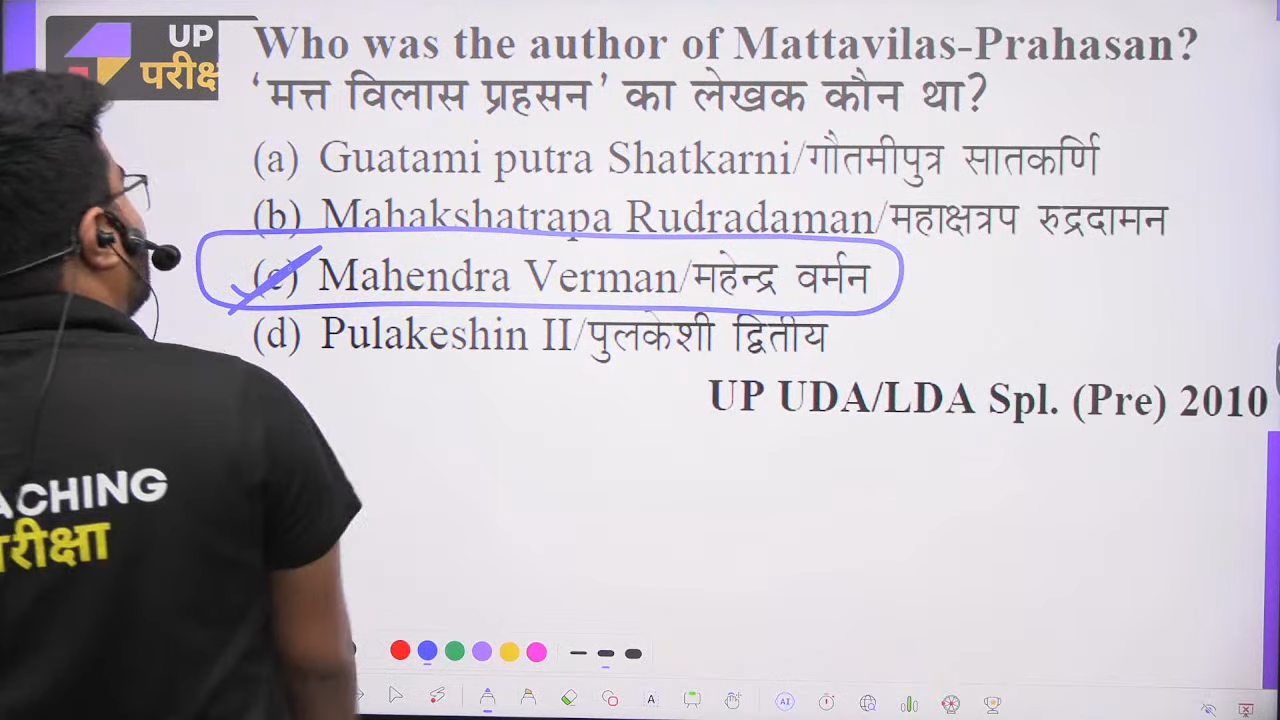 UP
परीक्ष
Who was the author of Mattavilas-Prahasan?
‘मत्त विलास प्रहसन’ का लेखक कौन था?
(a) Guatami putra Shatkarni/गौतमीपुत्र सातकर्णि
(b) Mahakshatrapa Rudradaman/महाक्षत्रप रुद्रदामन
(c) Mahendra Verman/महेन्द्र वर्मन
(d) Pulakeshin II/पुलकेशी द्वितीय
UP UDA/LDA Spl. (Pre) 2010
ACHING
परीक्षा
A
AI